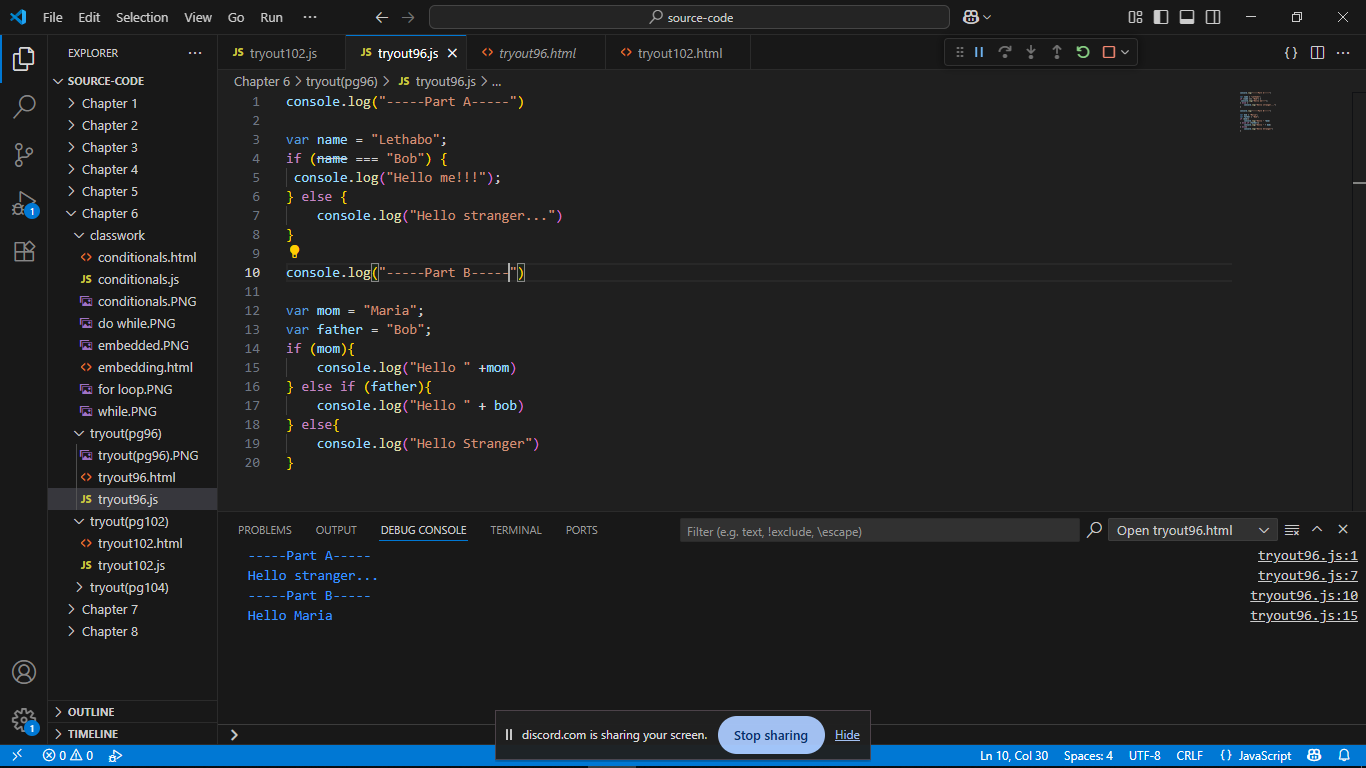 File Edit Selection View Go Run ··· source-code
EXPLORER ···
SOURCE-CODE
Chapter 1
Chapter 2
Chapter 3
Chapter 4
Chapter 5
Chapter 6
classwork
conditionals.html
JS conditionals.js
conditionals.PNG
do while.PNG
embedded.PNG
embedding.html
for loop.PNG
while.PNG
tryout(pg96)
tryout(pg96).PNG
tryout96.html
JS tryout96.js
tryout(pg102)
tryout102.html
JS tryout102.js
tryout(pg104)
Chapter 7
Chapter 8
OUTLINE
TIMELINE
1
1
JS tryout102.js JS tryout96.js tryout96.html tryout102.html
Chapter 6 > tryout(pg96) > JS tryout96.js > ...
1 console.log("-----Part A-----")
2
3 var name = "Lethabo";
4 if (name === "Bob") {
5 console.log("Hello me!!!");
6 } else {
7 console.log("Hello stranger...")
8 }
9
10 console.log("-----Part B-----")
11
12 var mom = "Maria";
13 var father = "Bob";
14 if (mom){
15 console.log("Hello " +mom)
16 } else if (father){
17 console.log("Hello " + bob)
18 } else{
19 console.log("Hello Stranger")
20 }
PROBLEMS OUTPUT DEBUG CONSOLE TERMINAL PORTS Filter (e.g. text, !exclude, \escape) Open tryout96.html
-----Part A----- tryout96.js:1
Hello stranger... tryout96.js:7
-----Part B----- tryout96.js:10
Hello Maria tryout96.js:15
discord.com is sharing your screen. Stop sharing Hide
0 0 Ln 10, Col 30 Spaces: 4 UTF-8 CRLF {} JavaScript